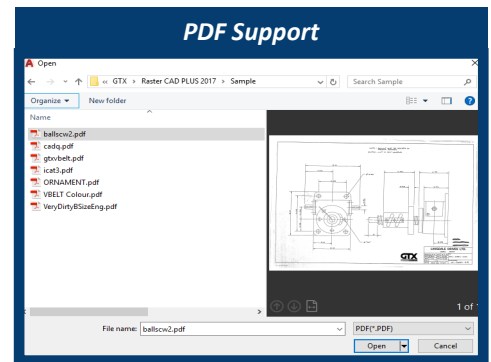 PDF Support
Open
« GTX > Raster CAD PLUS 2017 > Sample
Search Sample
Organize
New folder
Name
ballscw2.pdf
cadq.pdf
gtxvbelt.pdf
icat3.pdf
ORNAMENT.pdf
VBELT Colour.pdf
VeryDirtyBSizeEng.pdf
GTX
1 of
File name:
ballscw2.pdf
PDF(*.PDF)
Open
Cancel